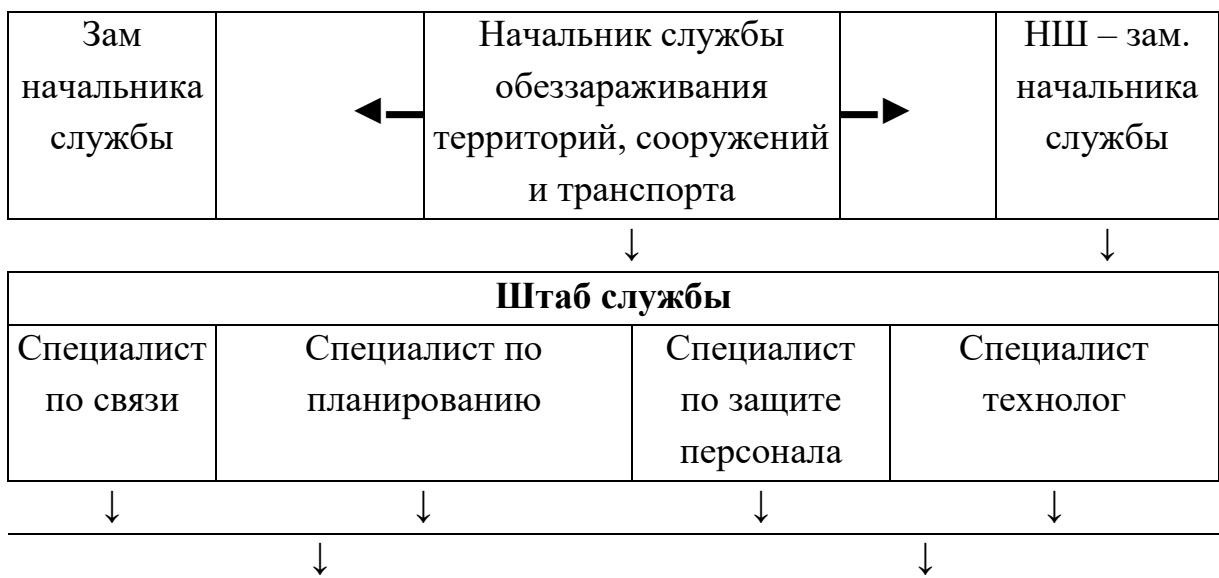 Зам
начальника
службы
Начальник службы
обеззараживания
территорий, сооружений
и транспорта
НШ – зам.
начальника
службы
Штаб службы
Специалист
по связи
Специалист по
планированию
Специалист
по защите
персонала
Специалист
технолог